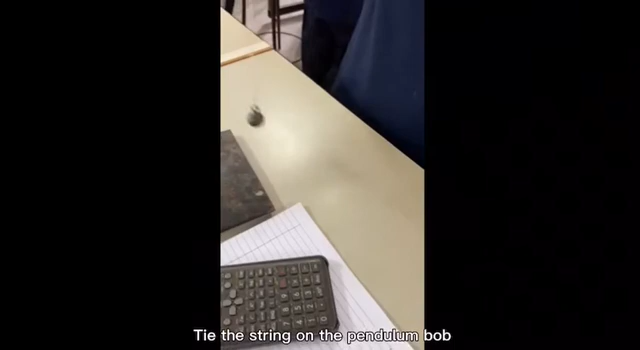 Tie the string on the pendulum bob